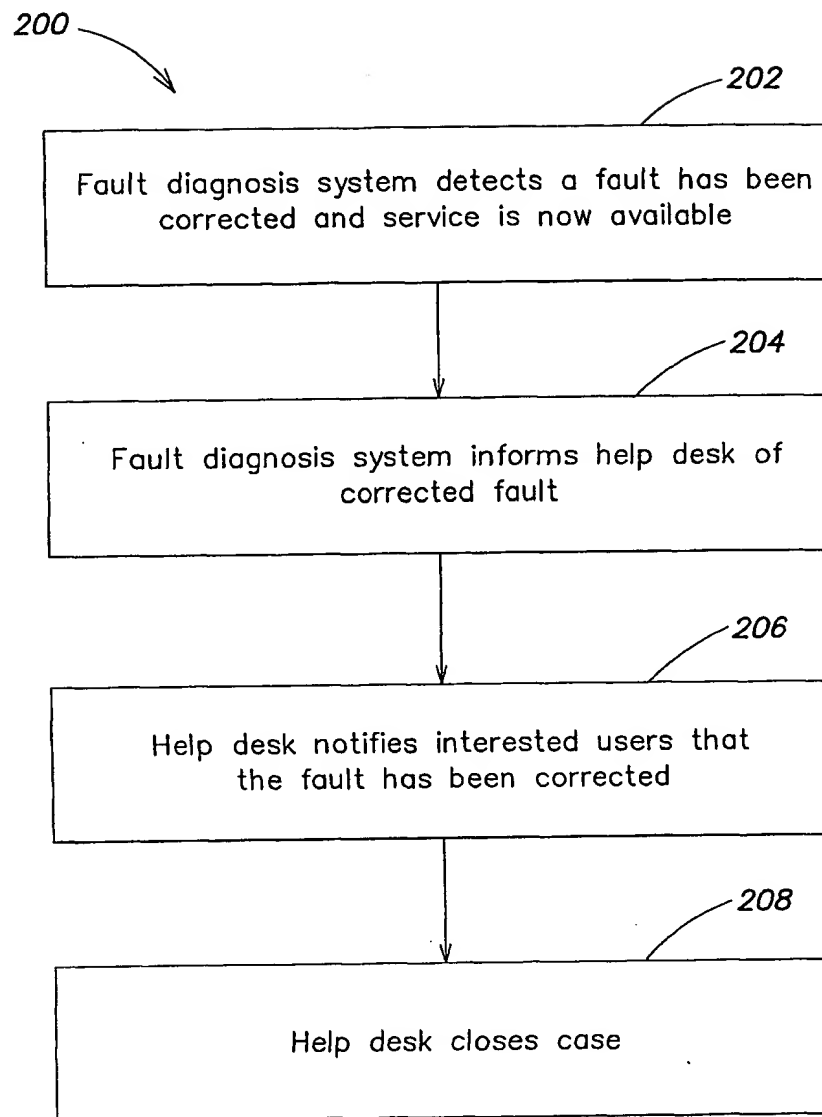 200
202
Fault diagnosis system detects a fault has been
corrected and service is now available
204
Fault diagnosis system informs help desk of
corrected fault
206
Help desk notifies interested users that
the fault has been corrected
208
Help desk closes case